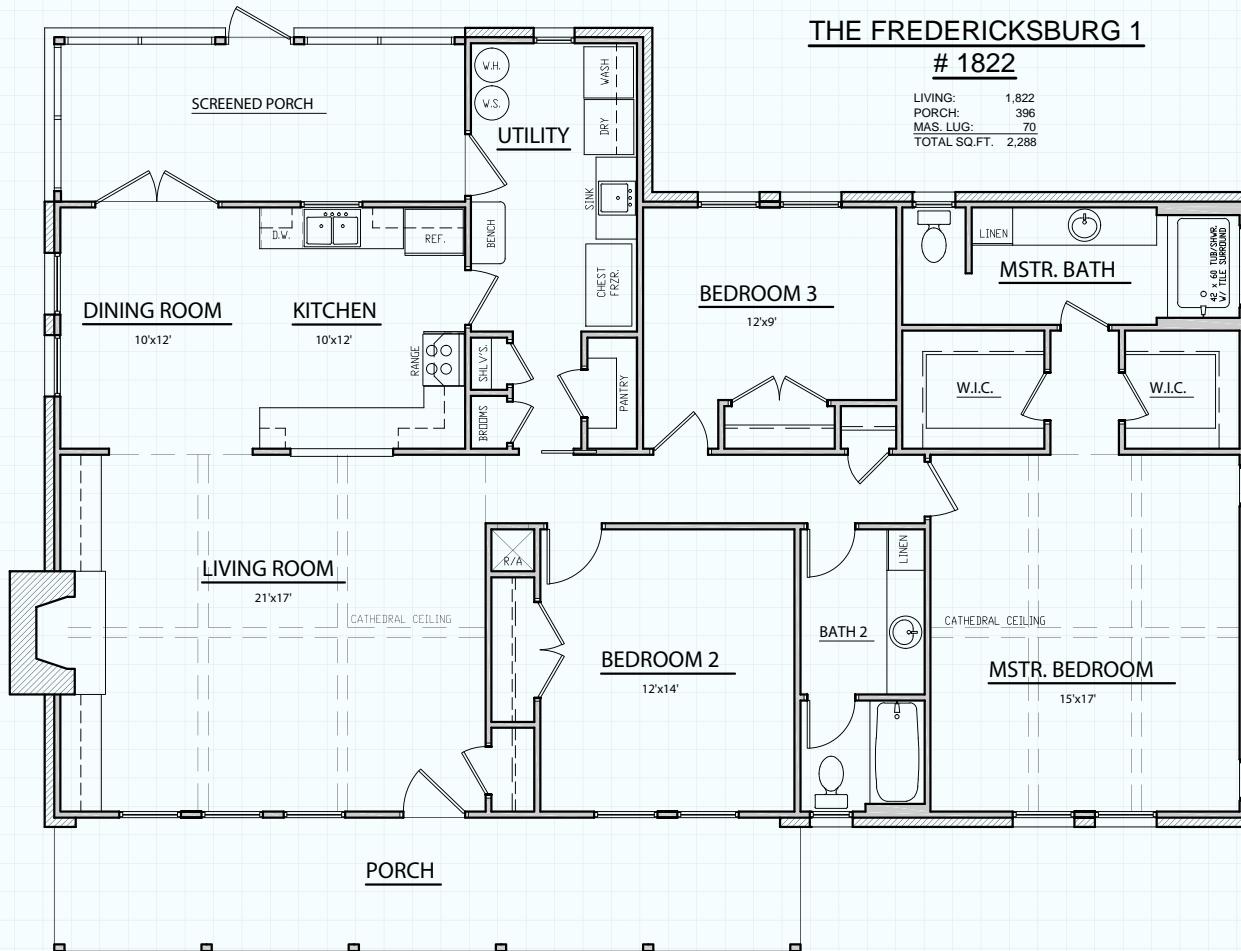 THE FREDERICKSBURG 1
# 1822
LIVING: 1,822
PORCH: 396
MAS. LUG: 70
TOTAL SQ.FT. 2,288
SCREENED PORCH
W.H.
W.S.
UTILITY
WASH
DRY
SINK
BENCH
CHEST
FRZR.
D.W.
REF.
DINING ROOM
10'x12'
KITCHEN
10'x12'
RANGE
SHLV'S.
BROOMS
PANTRY
BEDROOM 3
12'x9'
LINEN
MSTR. BATH
42 x 60 TUB/SHWR.
W/ TILE SURROUND
W.I.C.
W.I.C.
LIVING ROOM
21'x17'
CATHEDRAL CEILING
R/A
BEDROOM 2
12'x14'
LINEN
BATH 2
CATHEDRAL CEILING
MSTR. BEDROOM
15'x17'
PORCH